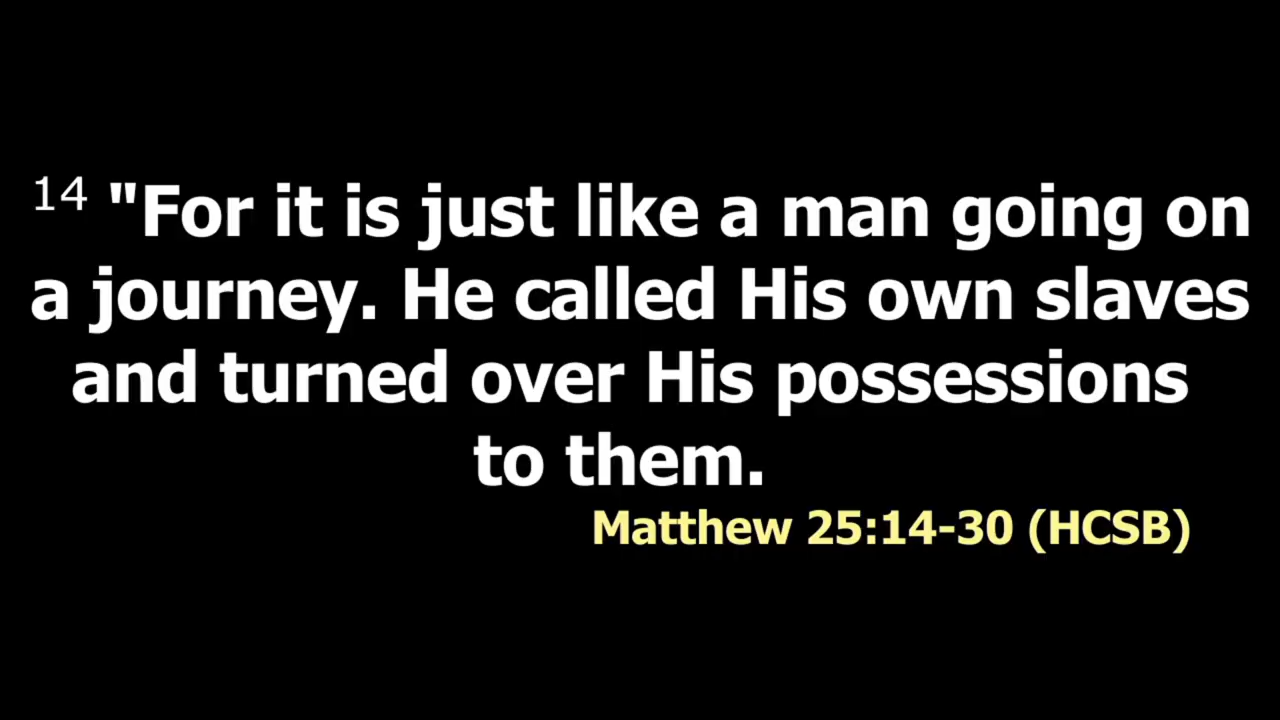 14 "For it is just like a man going on
a journey. He called His own slaves
and turned over His possessions
to them.
Matthew 25:14-30 (HCSB)